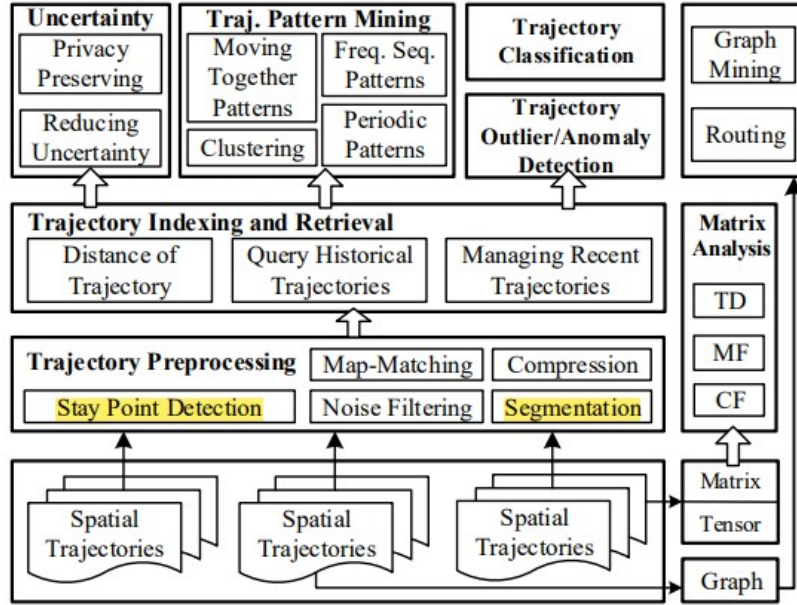 Uncertainty
Privacy
Preserving
Reducing
Uncertainty
Traj. Pattern Mining
Moving
Together
Patterns
Freq. Seq.
Patterns
Clustering
Periodic
Patterns
Trajectory
Classification
Trajectory
Outlier/Anomaly
Detection
Graph
Mining
Routing
Trajectory Indexing and Retrieval
Distance of
Trajectory
Query Historical
Trajectories
Managing Recent
Trajectories
Matrix
Analysis
TD
MF
CF
Trajectory Preprocessing
Map-Matching
Compression
Stay Point Detection
Noise Filtering
Segmentation
Spatial
Trajectories
Spatial
Trajectories
Spatial
Trajectories
Matrix
Tensor
Graph